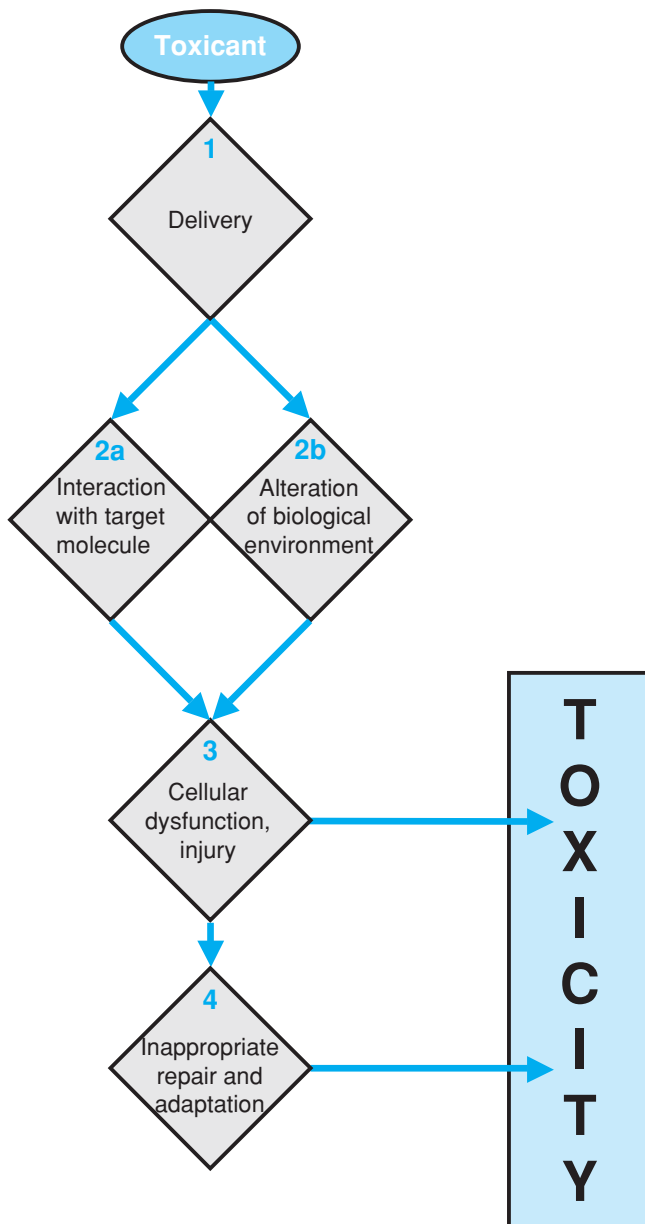 Toxicant
1
Delivery
2a
Interaction
with target
molecule
2b
Alteration
of biological
environment
3
Cellular
dysfunction,
injury
4
Inappropriate
repair and
adaptation
T
O
X
I
C
I
T
Y